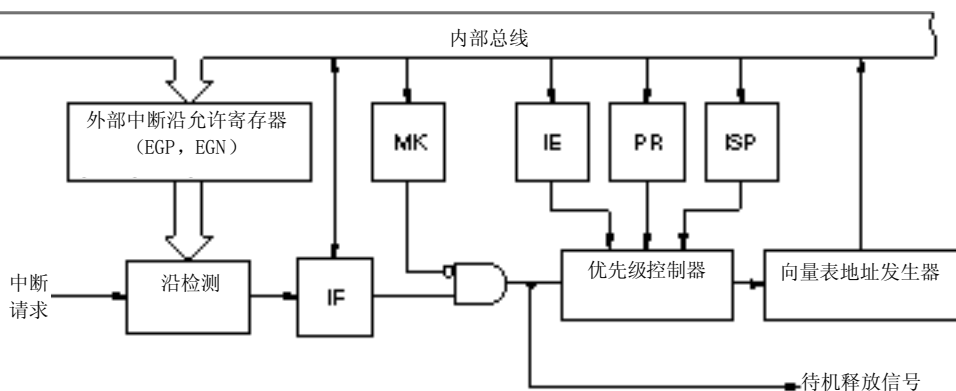 内部总线
外部中断沿允许寄存器
（EGP，EGN）
MK
IE
PR
ISP
中断
请求
沿检测
IF
优先级控制器
向量表地址发生器
待机释放信号